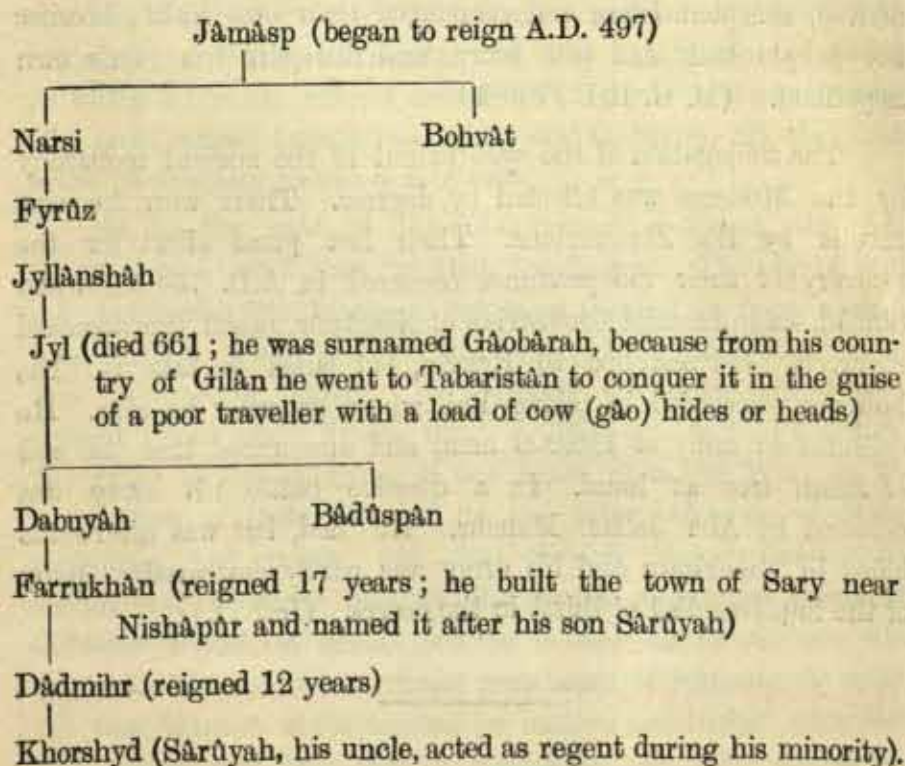 Jâmâsp (began to reign A.D. 497)
Narsi Bohvât
Fyrûz
Jyllânshâh
Jyl (died 661 ; he was surnamed Gâobârah, because from his coun-
try of Gilân he went to Tabaristân to conquer it in the guise
of a poor traveller with a load of cow (gâo) hides or heads)
Dabuyâh Bâdûspân
Farrukhân (reigned 17 years ; he built the town of Sary near
Nishâpûr and named it after his son Sârûyah)
Dâdmihr (reigned 12 years)
Khorshyd (Sârûyah, his uncle, acted as regent during his minority).